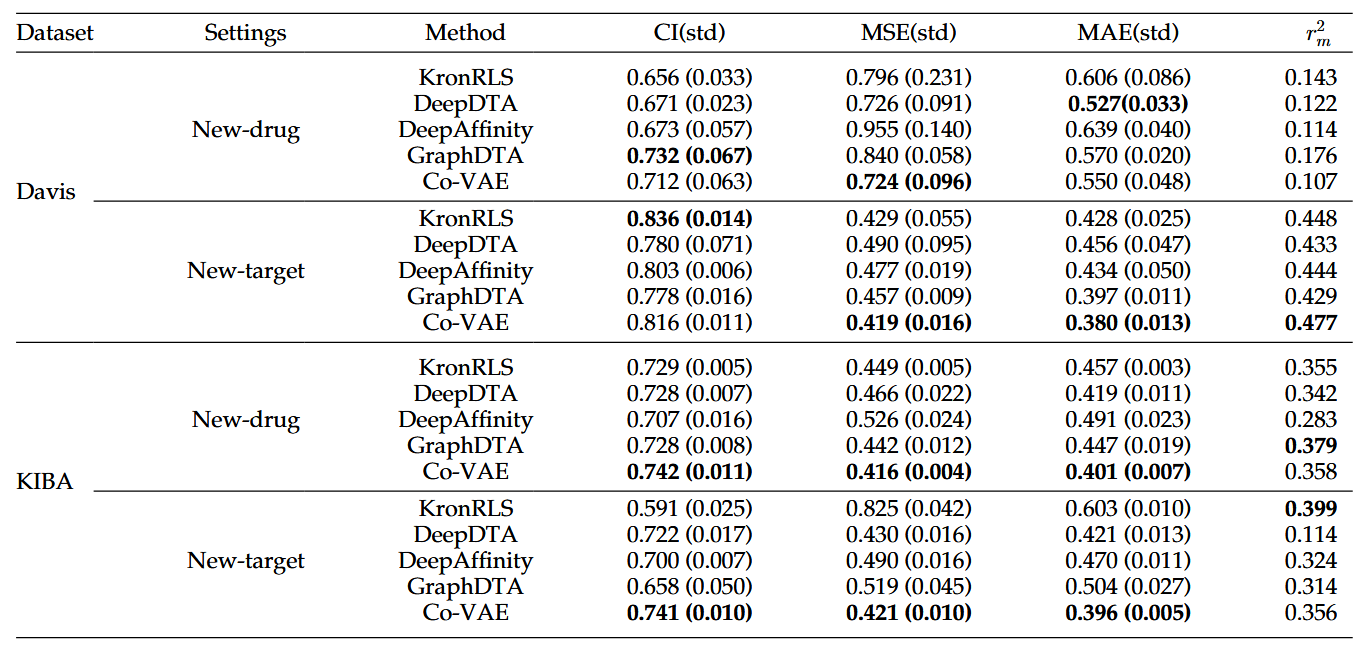 Dataset Settings Method CI(std) MSE(std) MAE(std) r_m^2
KronRLS 0.656 (0.033) 0.796 (0.231) 0.606 (0.086) 0.143
DeepDTA 0.671 (0.023) 0.726 (0.091) 0.527(0.033) 0.122
New-drug DeepAffinity 0.673 (0.057) 0.955 (0.140) 0.639 (0.040) 0.114
GraphDTA 0.732 (0.067) 0.840 (0.058) 0.570 (0.020) 0.176
Co-VAE 0.712 (0.063) 0.724 (0.096) 0.550 (0.048) 0.107
Davis
KronRLS 0.836 (0.014) 0.429 (0.055) 0.428 (0.025) 0.448
DeepDTA 0.780 (0.071) 0.490 (0.095) 0.456 (0.047) 0.433
New-target DeepAffinity 0.803 (0.006) 0.477 (0.019) 0.434 (0.050) 0.444
GraphDTA 0.778 (0.016) 0.457 (0.009) 0.397 (0.011) 0.429
Co-VAE 0.816 (0.011) 0.419 (0.016) 0.380 (0.013) 0.477
KronRLS 0.729 (0.005) 0.449 (0.005) 0.457 (0.003) 0.355
DeepDTA 0.728 (0.007) 0.466 (0.022) 0.419 (0.011) 0.342
New-drug DeepAffinity 0.707 (0.016) 0.526 (0.024) 0.491 (0.023) 0.283
GraphDTA 0.728 (0.008) 0.442 (0.012) 0.447 (0.019) 0.379
Co-VAE 0.742 (0.011) 0.416 (0.004) 0.401 (0.007) 0.358
KIBA
KronRLS 0.591 (0.025) 0.825 (0.042) 0.603 (0.010) 0.399
DeepDTA 0.722 (0.017) 0.430 (0.016) 0.421 (0.013) 0.114
New-target DeepAffinity 0.700 (0.007) 0.490 (0.016) 0.470 (0.011) 0.324
GraphDTA 0.658 (0.050) 0.519 (0.045) 0.504 (0.027) 0.314
Co-VAE 0.741 (0.010) 0.421 (0.010) 0.396 (0.005) 0.356